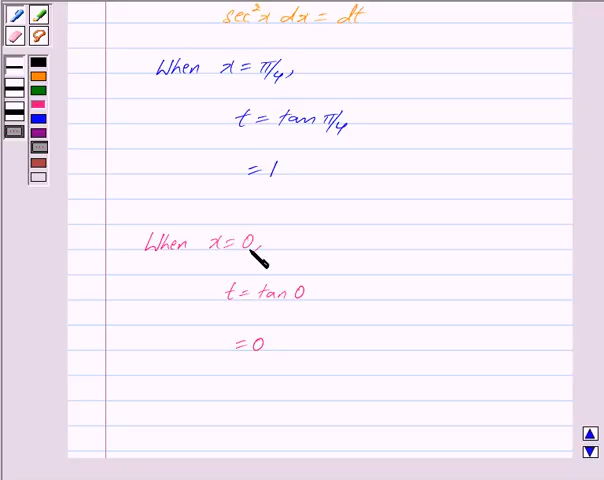 sec²x dx = dt
When x = π/4,
t = tan π/4
= 1
When x = 0,
t = tan 0
= 0